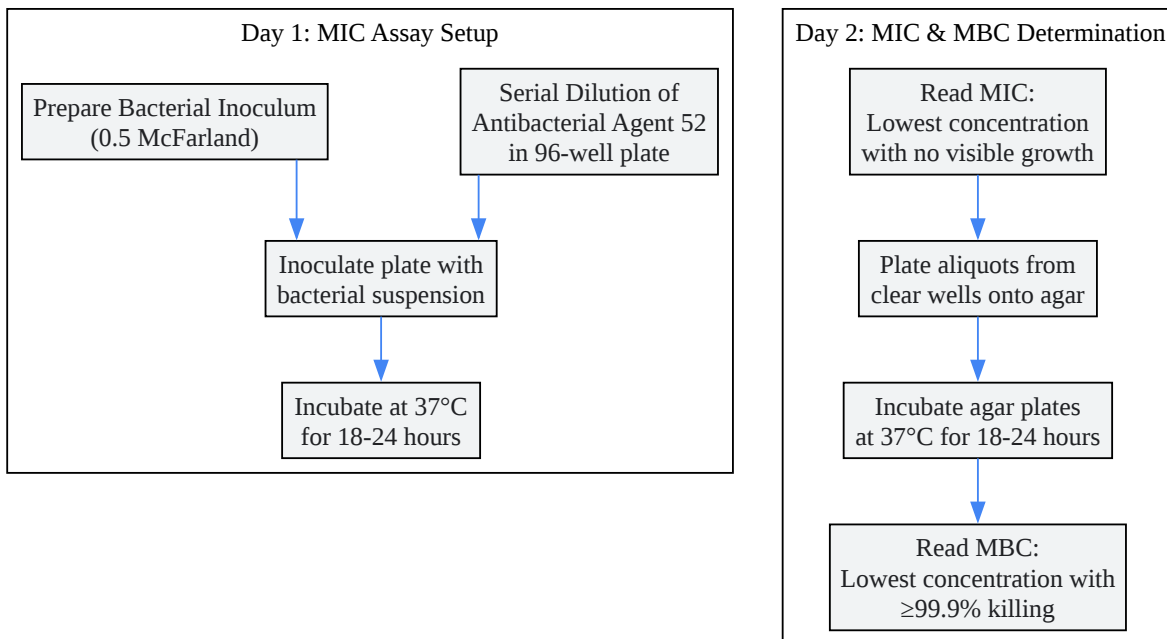 Day 1: MIC Assay Setup
Prepare Bacterial Inoculum
(0.5 McFarland)
Serial Dilution of
Antibacterial Agent 52
in 96-well plate
Inoculate plate with
bacterial suspension
Incubate at 37°C
for 18-24 hours
Day 2: MIC & MBC Determination
Read MIC:
Lowest concentration
with no visible growth
Plate aliquots from
clear wells onto agar
Incubate agar plates
at 37°C for 18-24 hours
Read MBC:
Lowest concentration with
≥99.9% killing